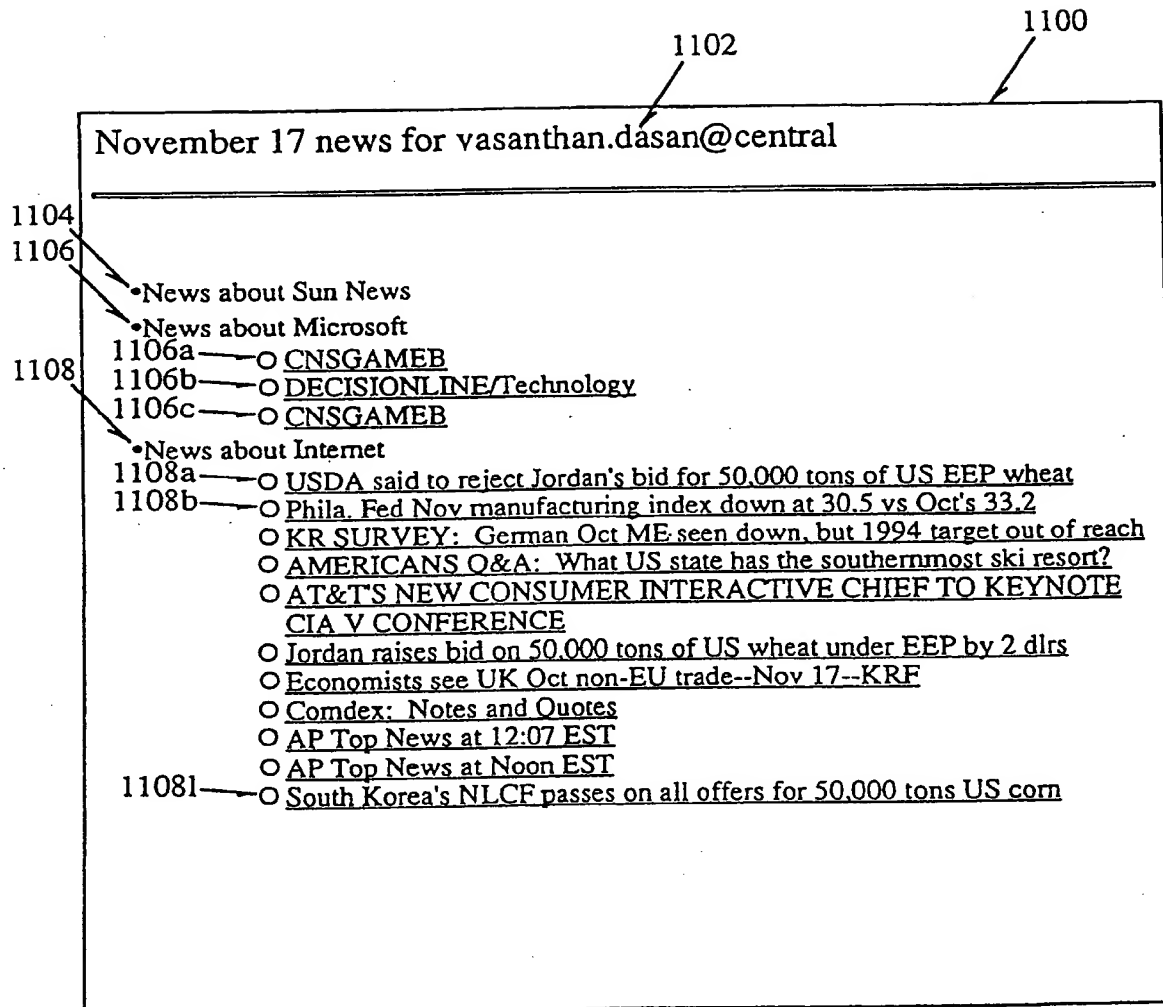 1102
1100
November 17 news for vasanthan.dasan@central
1104
1106
•News about Sun News
•News about Microsoft
1106a O CNSGAMEB
1108 1106b O DECISIONLINE/Technology
1106c O CNSGAMEB
•News about Internet
1108a O USDA said to reject Jordan's bid for 50,000 tons of US EEP wheat
1108b O Phila. Fed Nov manufacturing index down at 30.5 vs Oct's 33.2
O KR SURVEY: German Oct ME seen down, but 1994 target out of reach
O AMERICANS Q&A: What US state has the southernmost ski resort?
O AT&T'S NEW CONSUMER INTERACTIVE CHIEF TO KEYNOTE
CIA V CONFERENCE
O Jordan raises bid on 50,000 tons of US wheat under EEP by 2 dlrs
O Economists see UK Oct non-EU trade--Nov 17--KRF
O Comdex: Notes and Quotes
O AP Top News at 12:07 EST
O AP Top News at Noon EST
1108l O South Korea's NLCF passes on all offers for 50,000 tons US corn